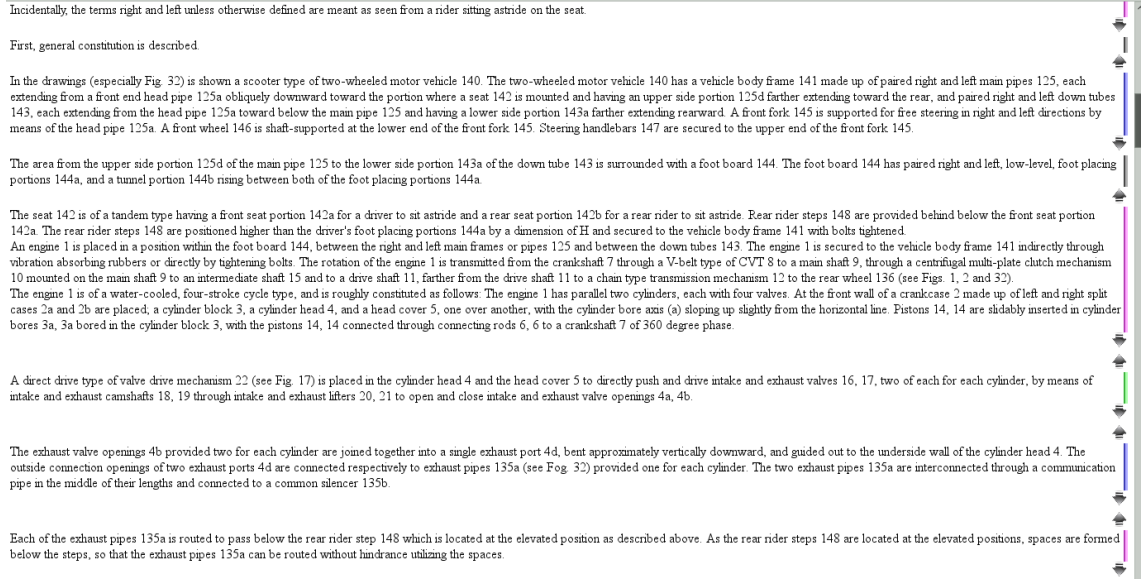 Incidentally, the terms right and left unless otherwise defined are meant as seen from a rider sitting astride on the seat.
First, general constitution is described.
In the drawings (especially Fig. 32) is shown a scooter type of two-wheeled motor vehicle 140. The two-wheeled motor vehicle 140 has a vehicle body frame 141 made up of paired right and left main pipes 125, each
extending from a front end head pipe 125a obliquely downward toward the portion where a seat 142 is mounted and having an upper side portion 125d farther extending toward the rear, and paired right and left down tubes
143, each extending from the head pipe 125a toward below the main pipe 125 and having a lower side portion 143a farther extending rearward. A front fork 145 is supported for free steering in right and left directions by
means of the head pipe 125a. A front wheel 146 is shaft-supported at the lower end of the front fork 145. Steering handlebars 147 are secured to the upper end of the front fork 145.
The area from the upper side portion 125d of the main pipe 125 to the lower side portion 143a of the down tube 143 is surrounded with a foot board 144. The foot board 144 has paired right and left, low-level, foot placing
portions 144a, and a tunnel portion 144b rising between both of the foot placing portions 144a.
The seat 142 is of a tandem type having a front seat portion 142a for a driver to sit astride and a rear seat portion 142b for a rear rider to sit astride. Rear rider steps 148 are provided behind below the front seat portion
142a. The rear rider steps 148 are positioned higher than the driver's foot placing portions 144a by a dimension of H and secured to the vehicle body frame 141 with bolts tightened.
An engine 1 is placed in a position within the foot board 144, between the right and left main frames or pipes 125 and between the down tubes 143. The engine 1 is secured to the vehicle body frame 141 indirectly through
vibration absorbing rubbers or directly by tightening bolts. The rotation of the engine 1 is transmitted from the crankshaft 7 through a V-belt type of CVT 8 to a main shaft 9, through a centrifugal multi-plate clutch mechanism
10 mounted on the main shaft 9 to an intermediate shaft 15 and to a drive shaft 11, farther from the drive shaft 11 to a chain type transmission mechanism 12 to the rear wheel 136 (see Figs. 1, 2 and 32).
The engine 1 is of a water-cooled, four-stroke cycle type, and is roughly constituted as follows: The engine 1 has parallel two cylinders, each with four valves. At the front wall of a crankcase 2 made up of left and right split
cases 2a and 2b are placed; a cylinder block 3, a cylinder head 4, and a head cover 5, one over another, with the cylinder bore axis (a) sloping up slightly from the horizontal line. Pistons 14, 14 are slidably inserted in cylinder
bores 3a, 3a bored in the cylinder block 3, with the pistons 14, 14 connected through connecting rods 6, 6 to a crankshaft 7 of 360 degree phase.
A direct drive type of valve drive mechanism 22 (see Fig. 17) is placed in the cylinder head 4 and the head cover 5 to directly push and drive intake and exhaust valves 16, 17, two of each for each cylinder, by means of
intake and exhaust camshafts 18, 19 through intake and exhaust lifters 20, 21 to open and close intake and exhaust valve openings 4a, 4b.
The exhaust valve openings 4b provided two for each cylinder are joined together into a single exhaust port 4d, bent approximately vertically downward, and guided out to the underside wall of the cylinder head 4. The
outside connection openings of two exhaust ports 4d are connected respectively to exhaust pipes 135a (see Fog. 32) provided one for each cylinder. The two exhaust pipes 135a are interconnected through a communication
pipe in the middle of their lengths and connected to a common silencer 135b.
Each of the exhaust pipes 135a is routed to pass below the rear rider step 148 which is located at the elevated position as described above. As the rear rider steps 148 are located at the elevated positions, spaces are formed
below the steps, so that the exhaust pipes 135a can be routed without hindrance utilizing the spaces.